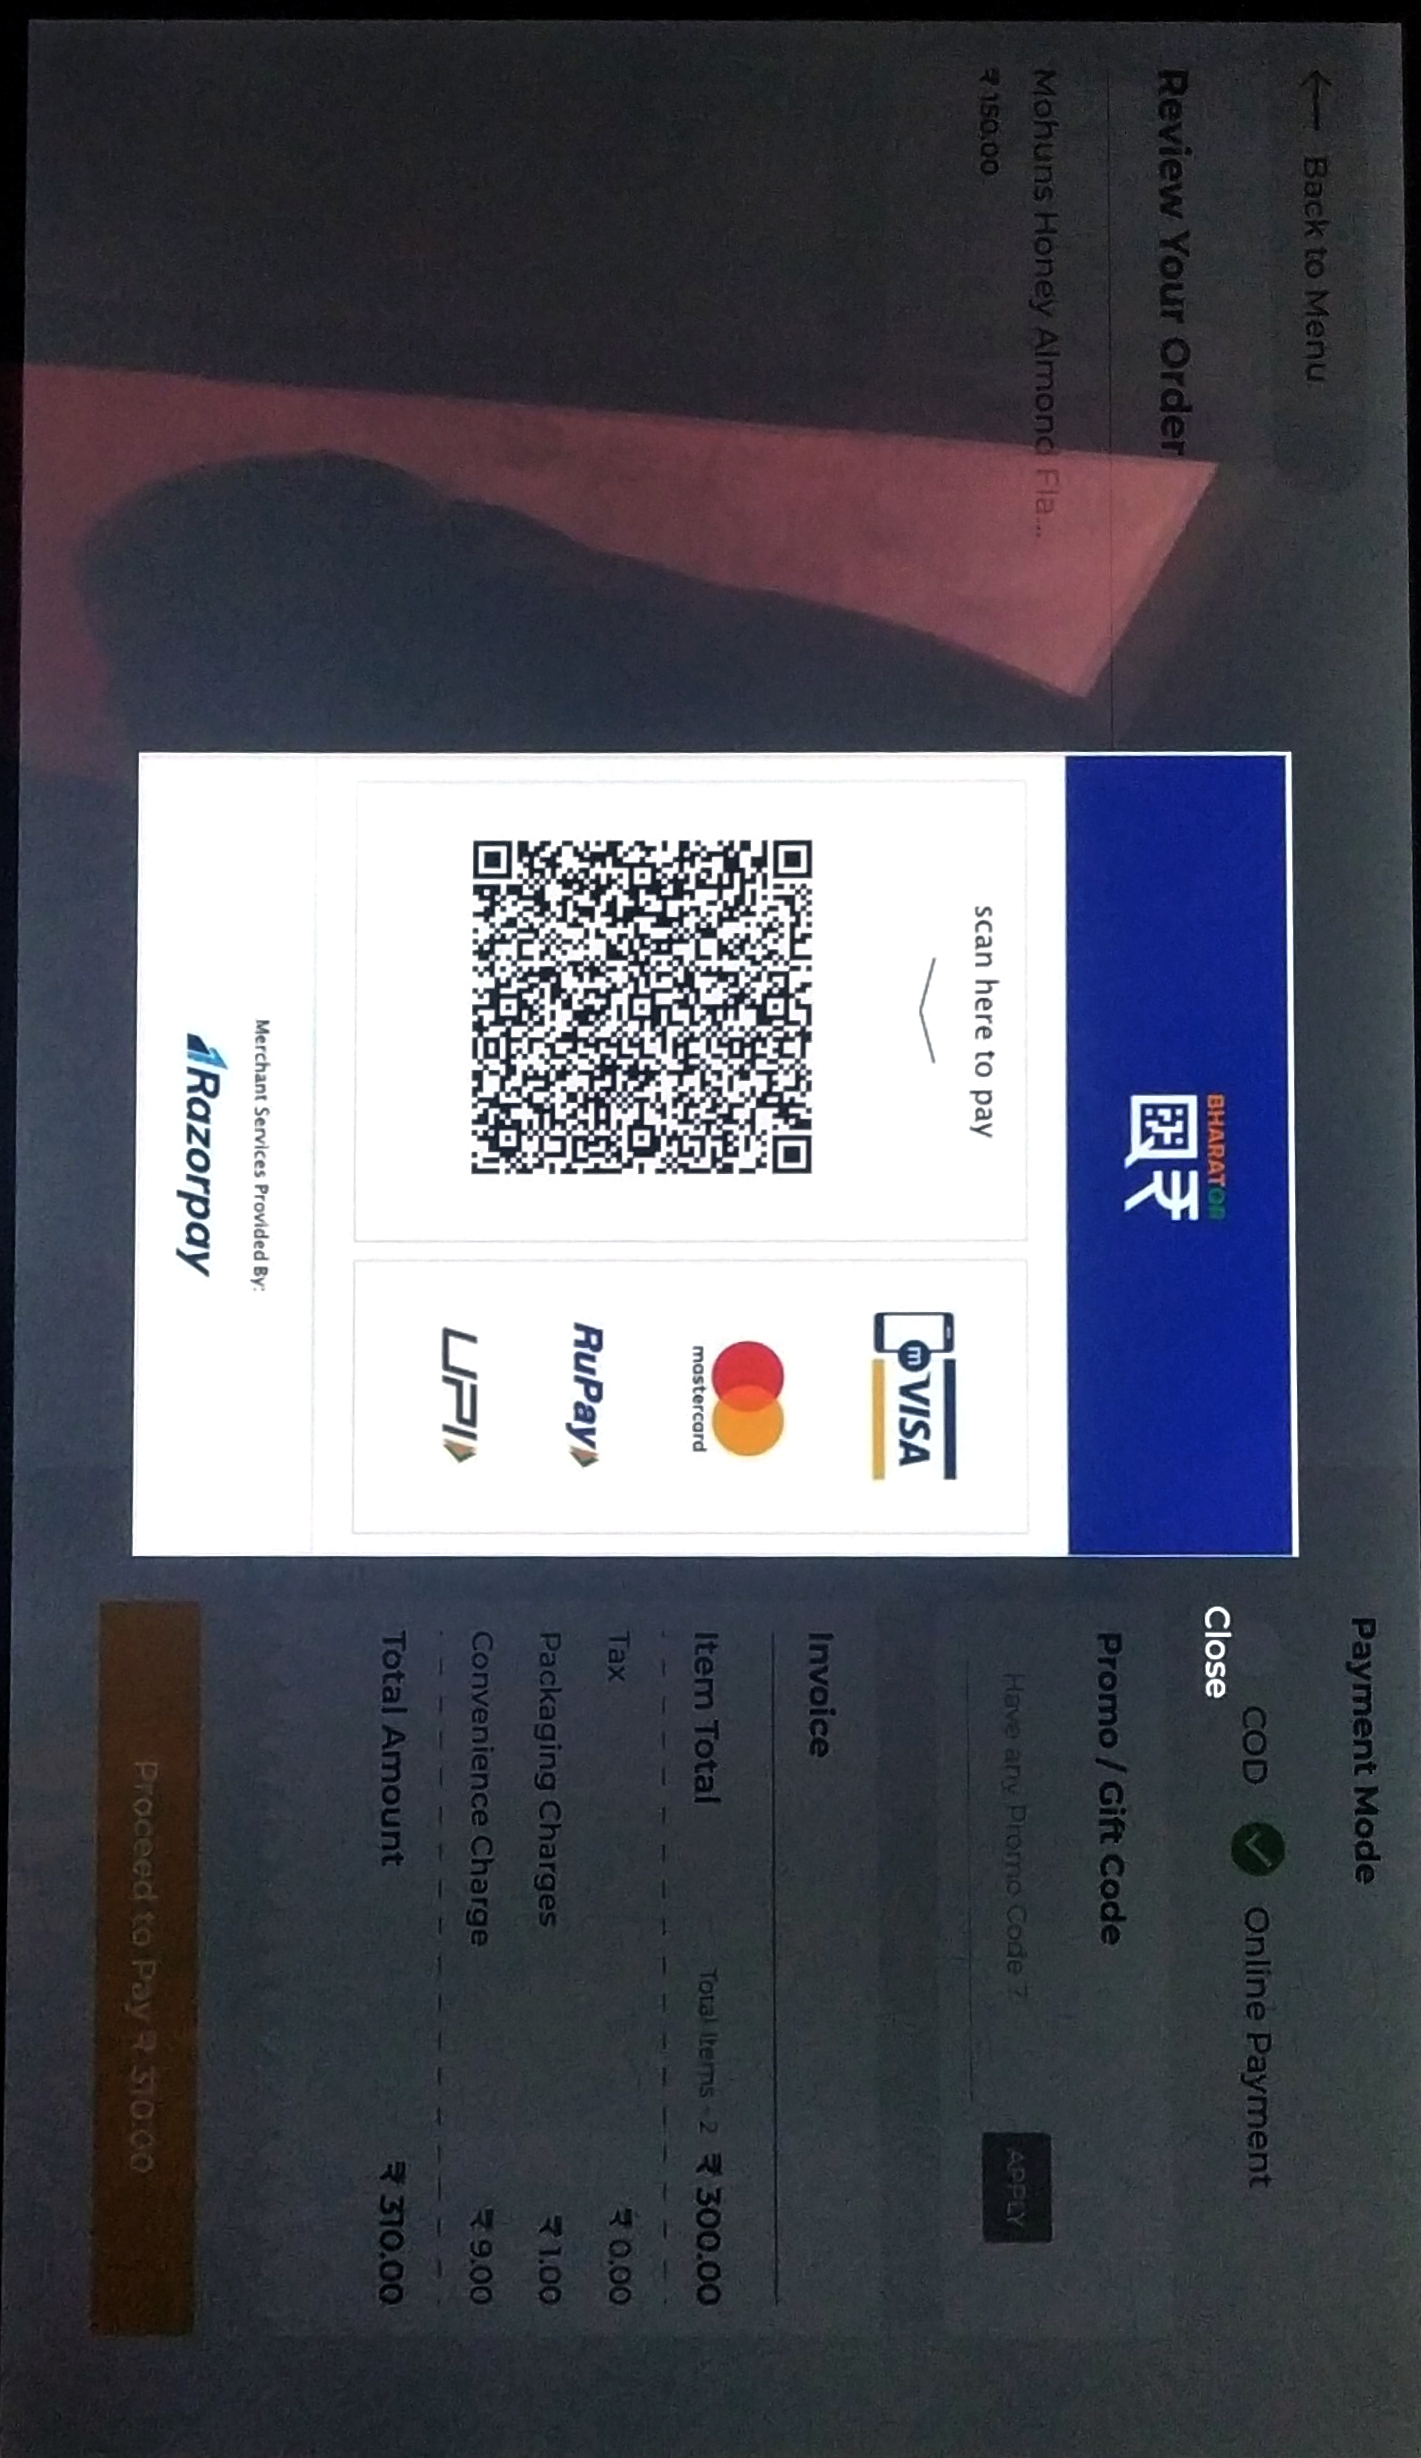 Back to Menu
Review Your Order
Mohuns Honey Almond Fla...
₹ 150.00
BHARATQR
scan here to pay
m VISA
mastercard
RuPay
UPI
Merchant Services Provided By:
Razorpay
Close
Payment Mode
COD
Online Payment
Promo / Gift Code
Have any Promo Code ?
APPLY
Invoice
Item Total Total Items - 2 ₹ 300.00
Tax ₹ 0.00
Packaging Charges ₹ 1.00
Convenience Charge ₹ 9.00
Total Amount ₹ 310.00
Proceed to Pay ₹ 310.00